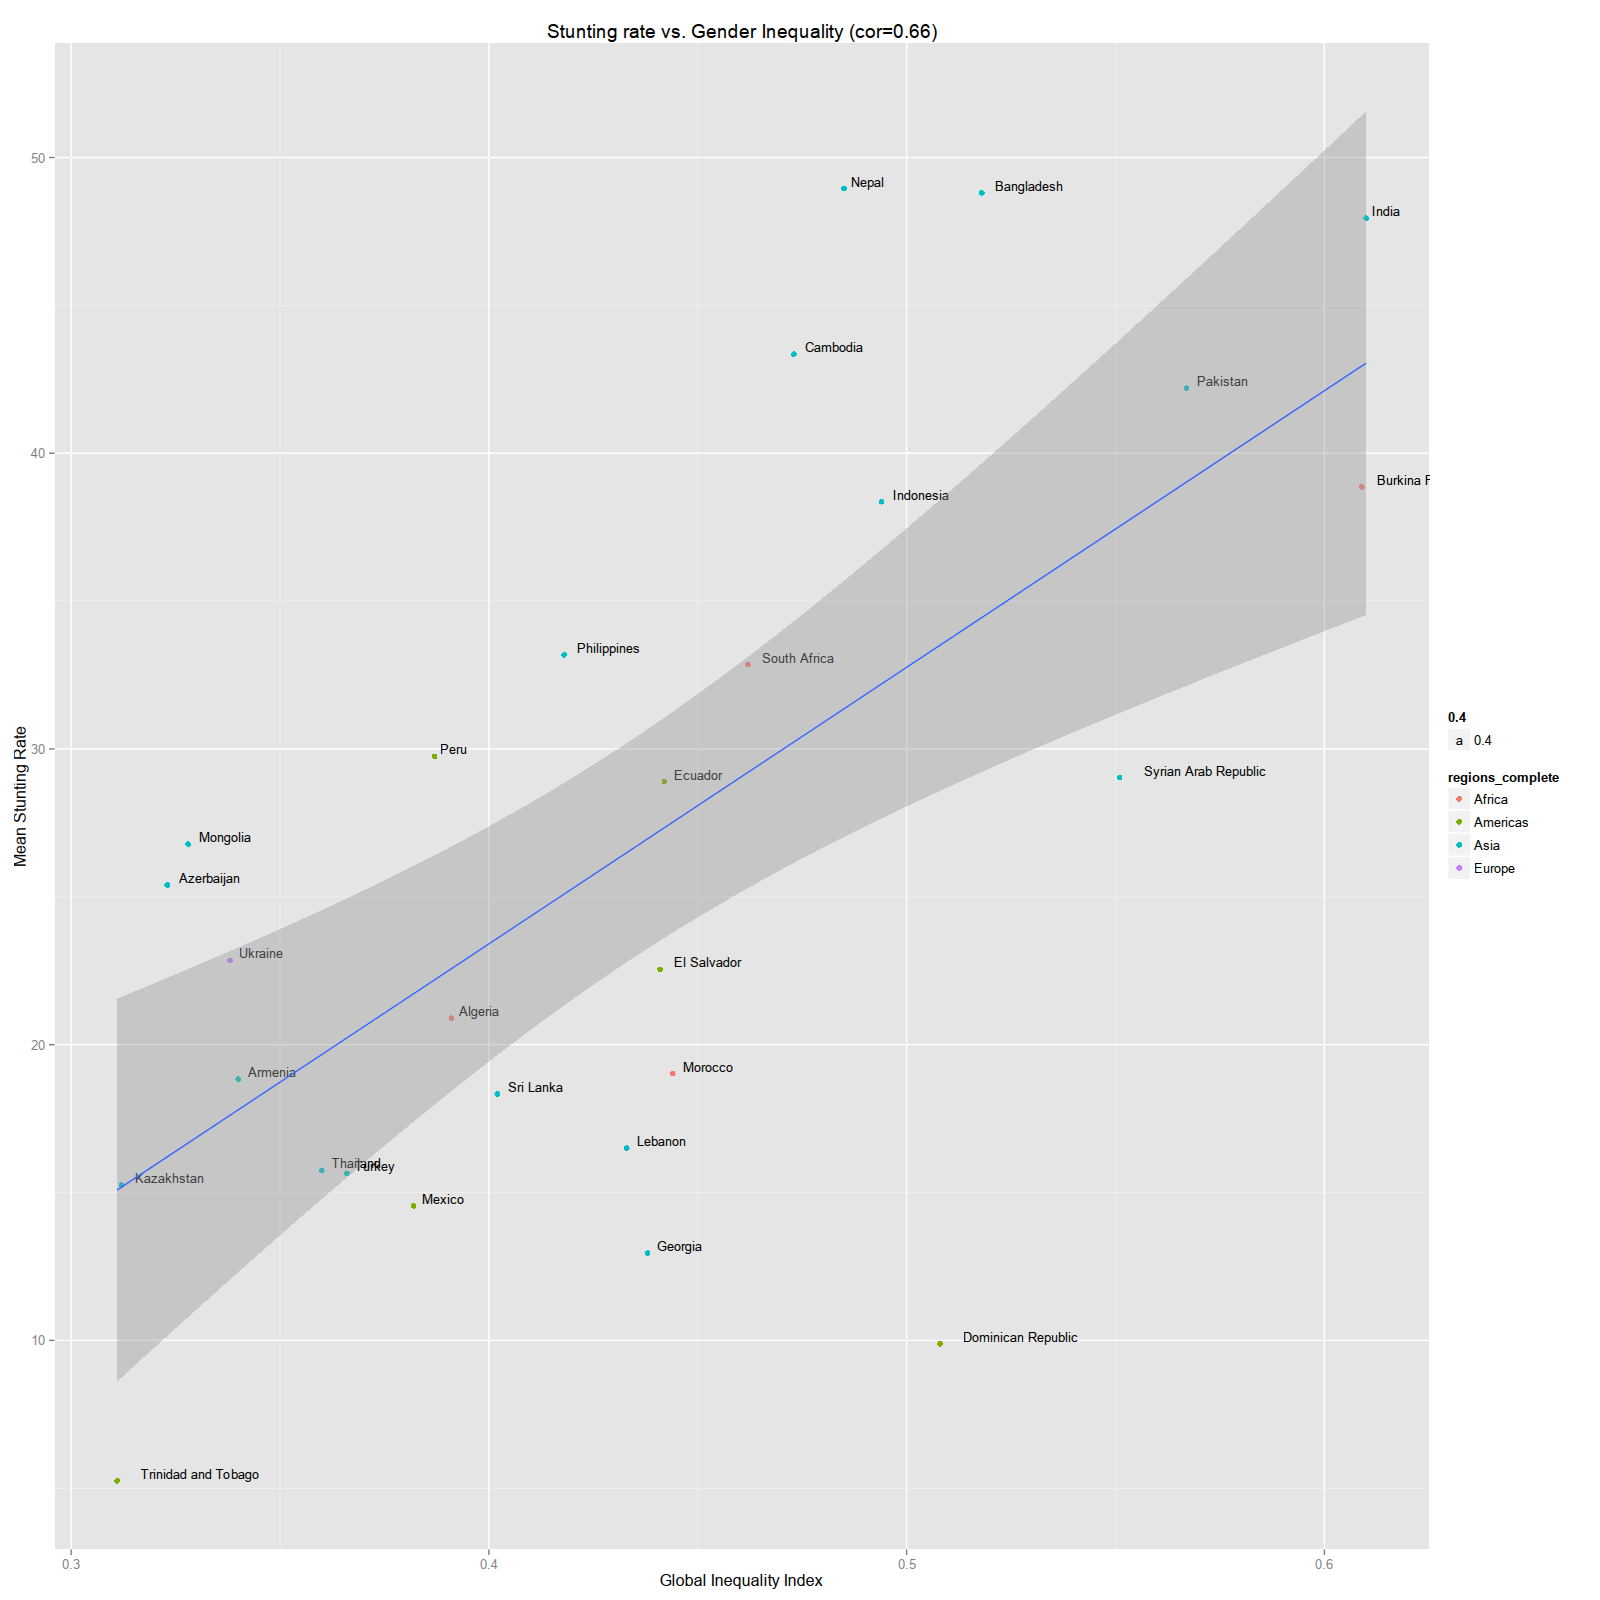 Stunting rate vs. Gender Inequality (cor=0.66)
50
40
30
20
10
Mean Stunting Rate
Nepal
Bangladesh
India
Cambodia
Pakistan
Burkina F
Indonesia
Philippines
South Africa
Peru
Ecuador
Syrian Arab Republic
Mongolia
Azerbaijan
Ukraine
El Salvador
Algeria
Armenia
Morocco
Sri Lanka
Lebanon
Thailand
Turkey
Kazakhstan
Mexico
Georgia
Dominican Republic
Trinidad and Tobago
0.3
0.4
0.5
0.6
Global Inequality Index
0.4
a 0.4
regions_complete
Africa
Americas
Asia
Europe